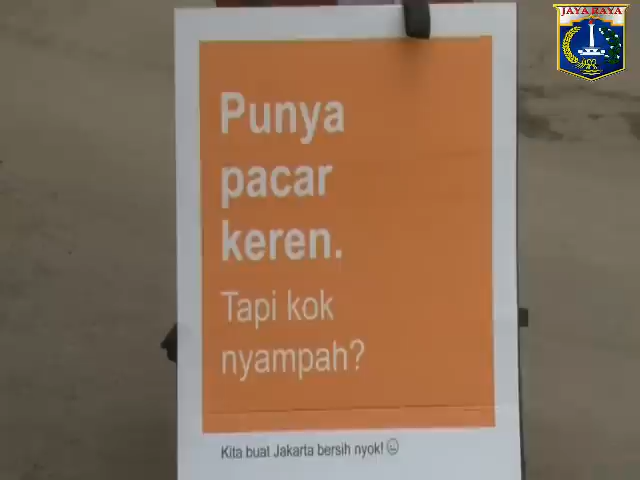 JAYA RAYA
Punya
pacar
keren.
Tapi kok
nyampah?
Kita buat Jakarta bersih nyok! ☺